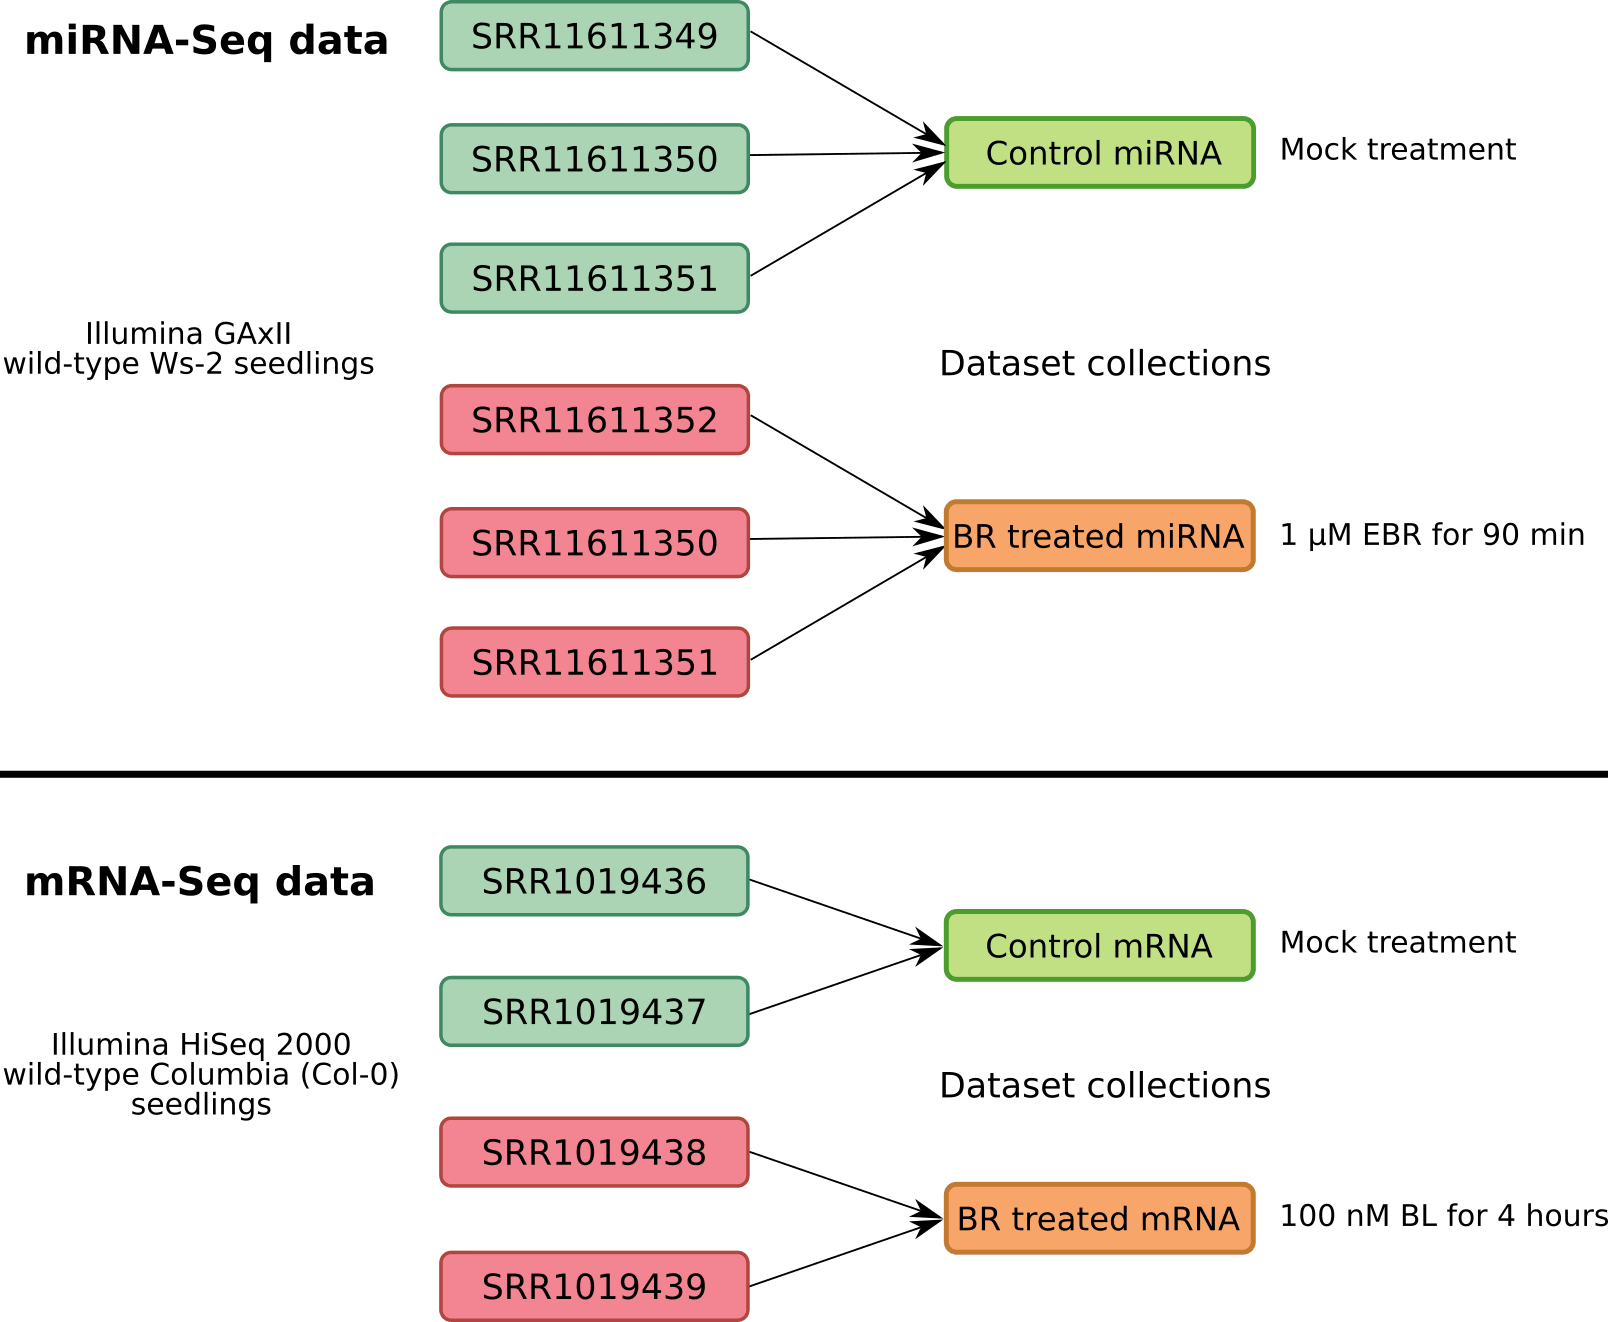 miRNA-Seq data
SRR11611349
SRR11611350
SRR11611351
Control miRNA
Mock treatment
Illumina GAxII
wild-type Ws-2 seedlings
Dataset collections
SRR11611352
SRR11611350
SRR11611351
BR treated miRNA
1 µM EBR for 90 min
mRNA-Seq data
SRR1019436
SRR1019437
Control mRNA
Mock treatment
Illumina HiSeq 2000
wild-type Columbia (Col-0)
seedlings
Dataset collections
SRR1019438
SRR1019439
BR treated mRNA
100 nM BL for 4 hours